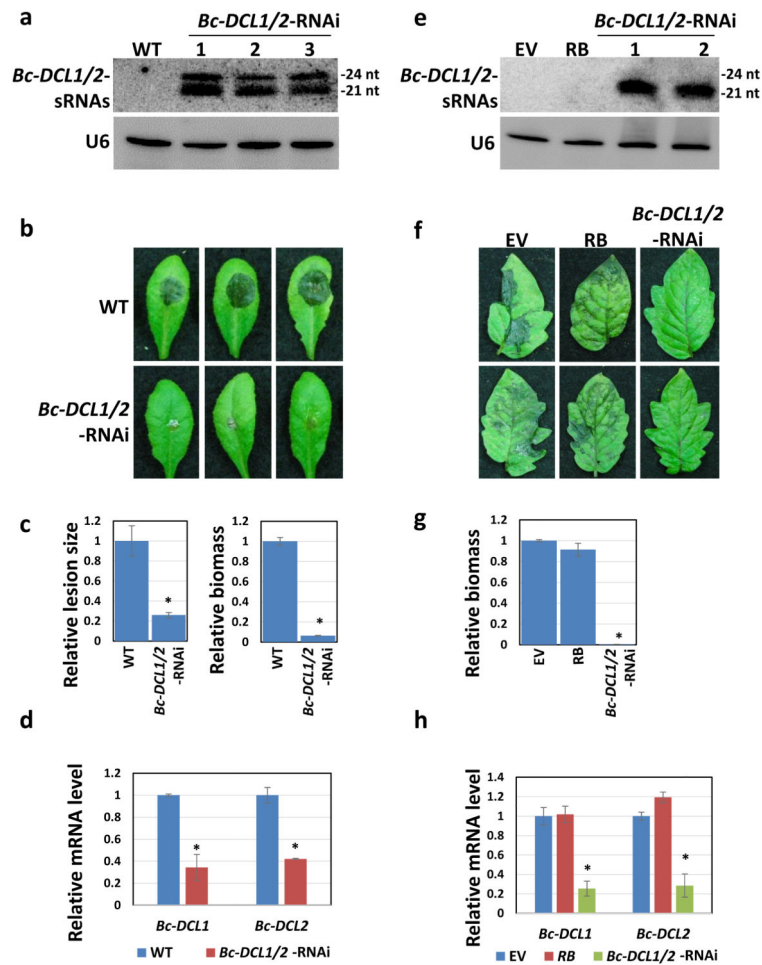 a
Bc-DCL1/2-RNAi
WT 1 2 3
Bc-DCL1/2-
sRNAs
-24 nt
-21 nt
U6
b
WT
Bc-DCL1/2
-RNAi
c
Relative lesion size
1.2
1
0.8
0.6
0.4
0.2
0
*
WT
Bc-DCL1/2
-RNAi
Relative biomass
1.2
1
0.8
0.6
0.4
0.2
0
*
WT
Bc-DCL1/2
-RNAi
d
Relative mRNA level
1.2
1
0.8
0.6
0.4
0.2
0
*
*
Bc-DCL1 Bc-DCL2
WT Bc-DCL1/2 -RNAi
e
Bc-DCL1/2-RNAi
EV RB 1 2
Bc-DCL1/2-
sRNAs
-24 nt
-21 nt
U6
f
EV RB Bc-DCL1/2
-RNAi
g
Relative biomass
1.2
1
0.8
0.6
0.4
0.2
0
*
EV
RB
Bc-DCL1/2
-RNAi
h
Relative mRNA level
1.4
1.2
1
0.8
0.6
0.4
0.2
0
*
*
Bc-DCL1 Bc-DCL2
EV RB Bc-DCL1/2 -RNAi